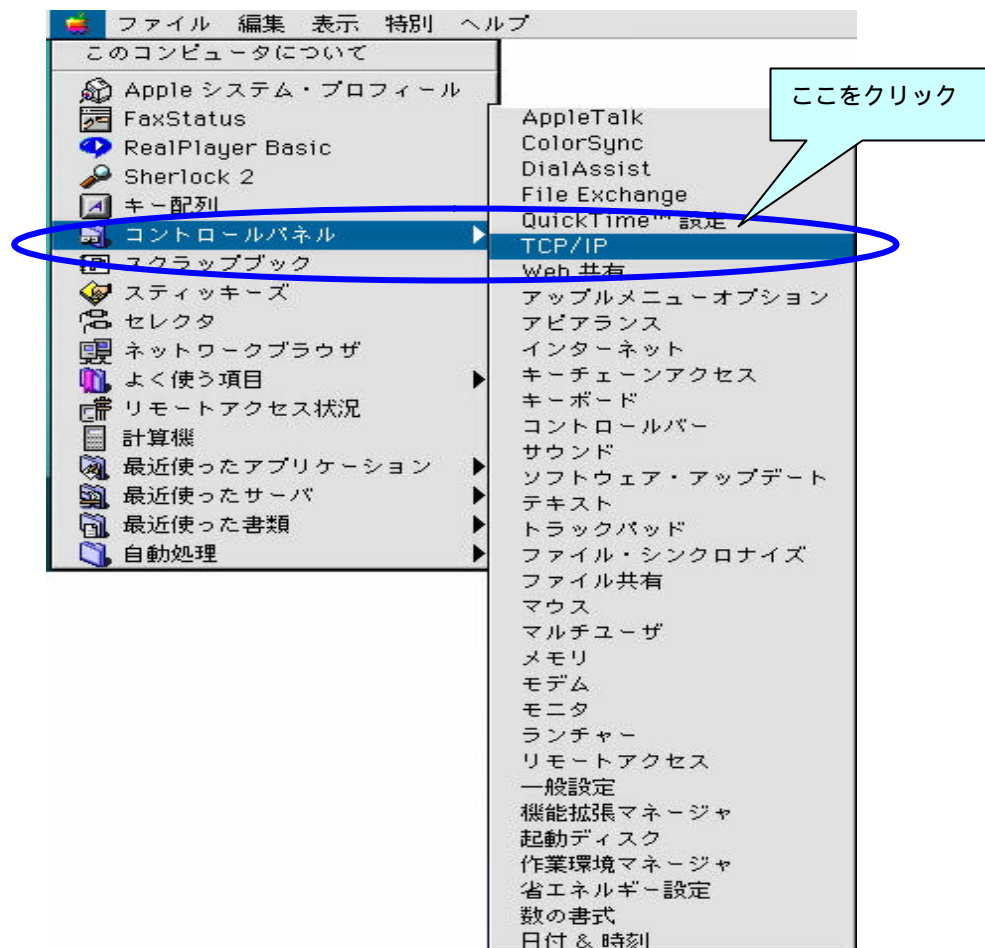 ファイル 編集 表示 特別 ヘルプ
このコンピュータについて
Apple システム・プロフィール
FaxStatus
RealPlayer Basic
Sherlock 2
キー配列
コントロールパネル
スクラップブック
スティッキーズ
セレクタ
ネットワークブラウザ
よく使う項目
リモートアクセス状況
計算機
最近使ったアプリケーション
最近使ったサーバ
最近使った書類
自動処理
ここをクリック
AppleTalk
ColorSync
DialAssist
File Exchange
QuickTime™ 設定
TCP/IP
Web 共有
アップルメニューオプション
アピアランス
インターネット
キーチェーンアクセス
キーボード
コントロールバー
サウンド
ソフトウェア・アップデート
テキスト
トラックパッド
ファイル・シンクロナイズ
ファイル共有
マウス
マルチユーザ
メモリ
モデム
モニタ
ランチャー
リモートアクセス
一般設定
機能拡張マネージャ
起動ディスク
作業環境マネージャ
省エネルギー設定
数の書式
日付 & 時刻